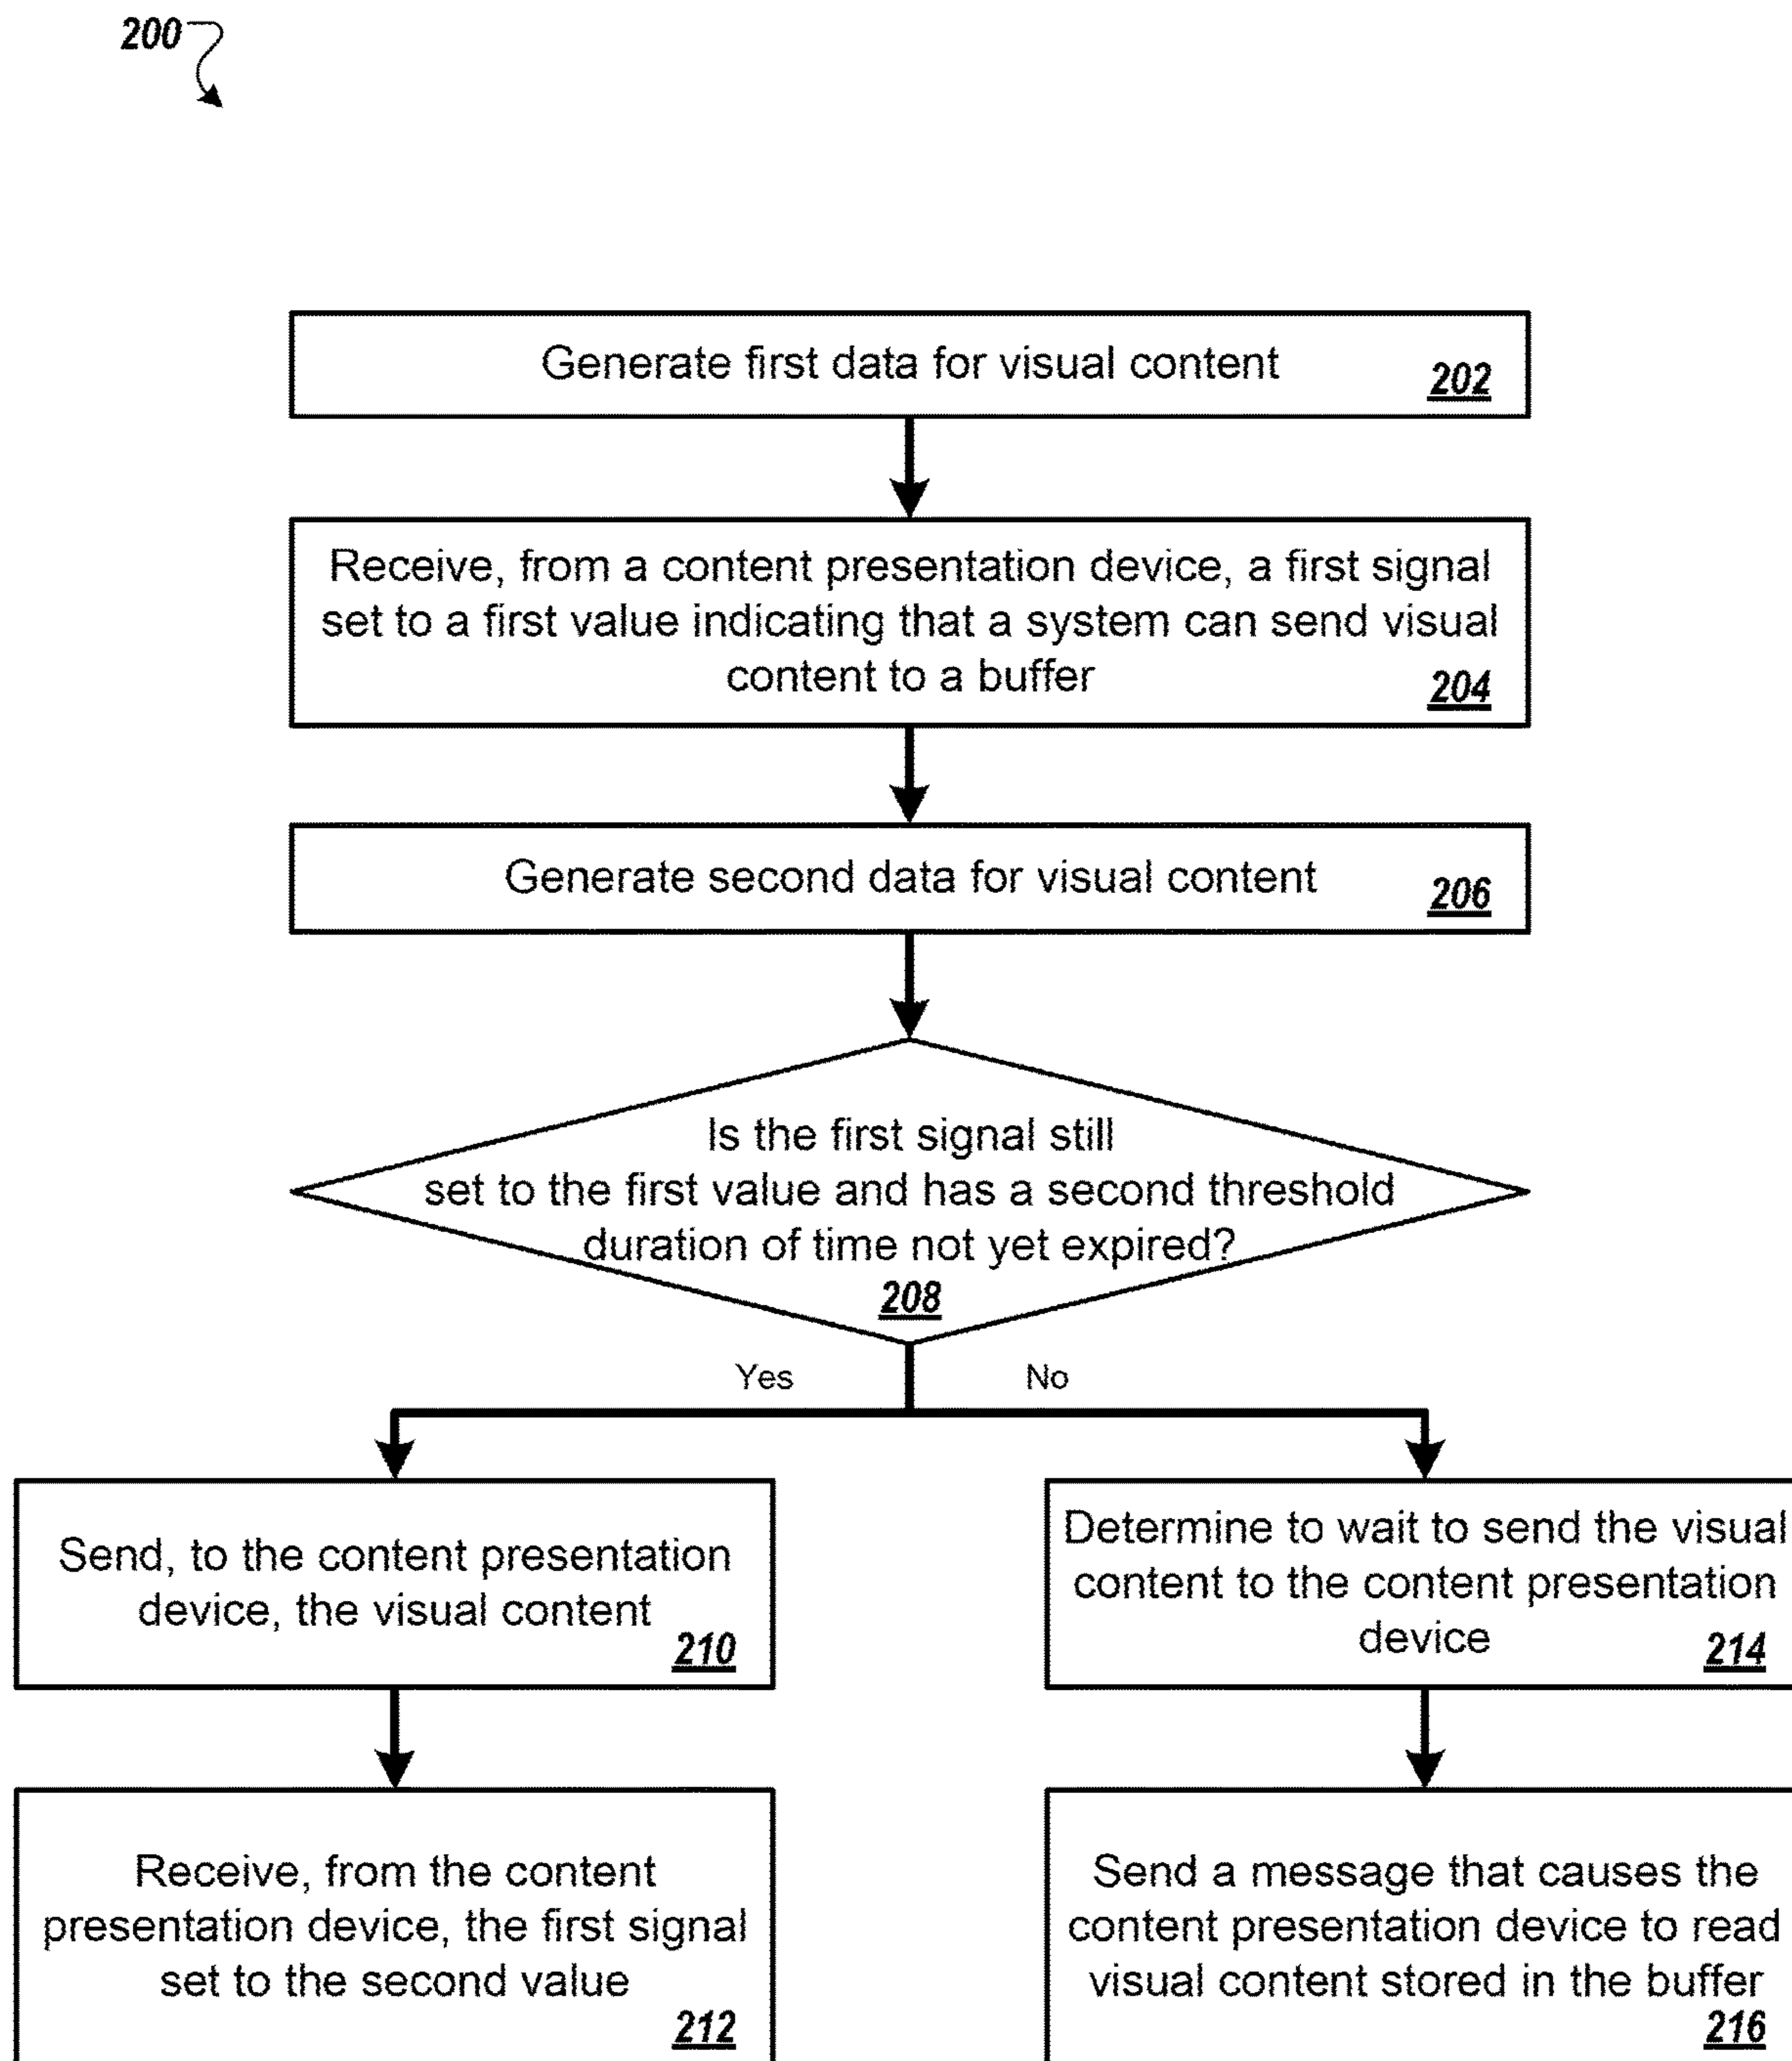 200
Generate first data for visual content
202
Receive, from a content presentation device, a first signal
set to a first value indicating that a system can send visual
content to a buffer
204
Generate second data for visual content
206
Is the first signal still
set to the first value and has a second threshold
duration of time not yet expired?
208
Yes
No
Send, to the content presentation
device, the visual content
210
Determine to wait to send the visual
content to the content presentation
device
214
Receive, from the content
presentation device, the first signal
set to the second value
212
Send a message that causes the
content presentation device to read
visual content stored in the buffer
216